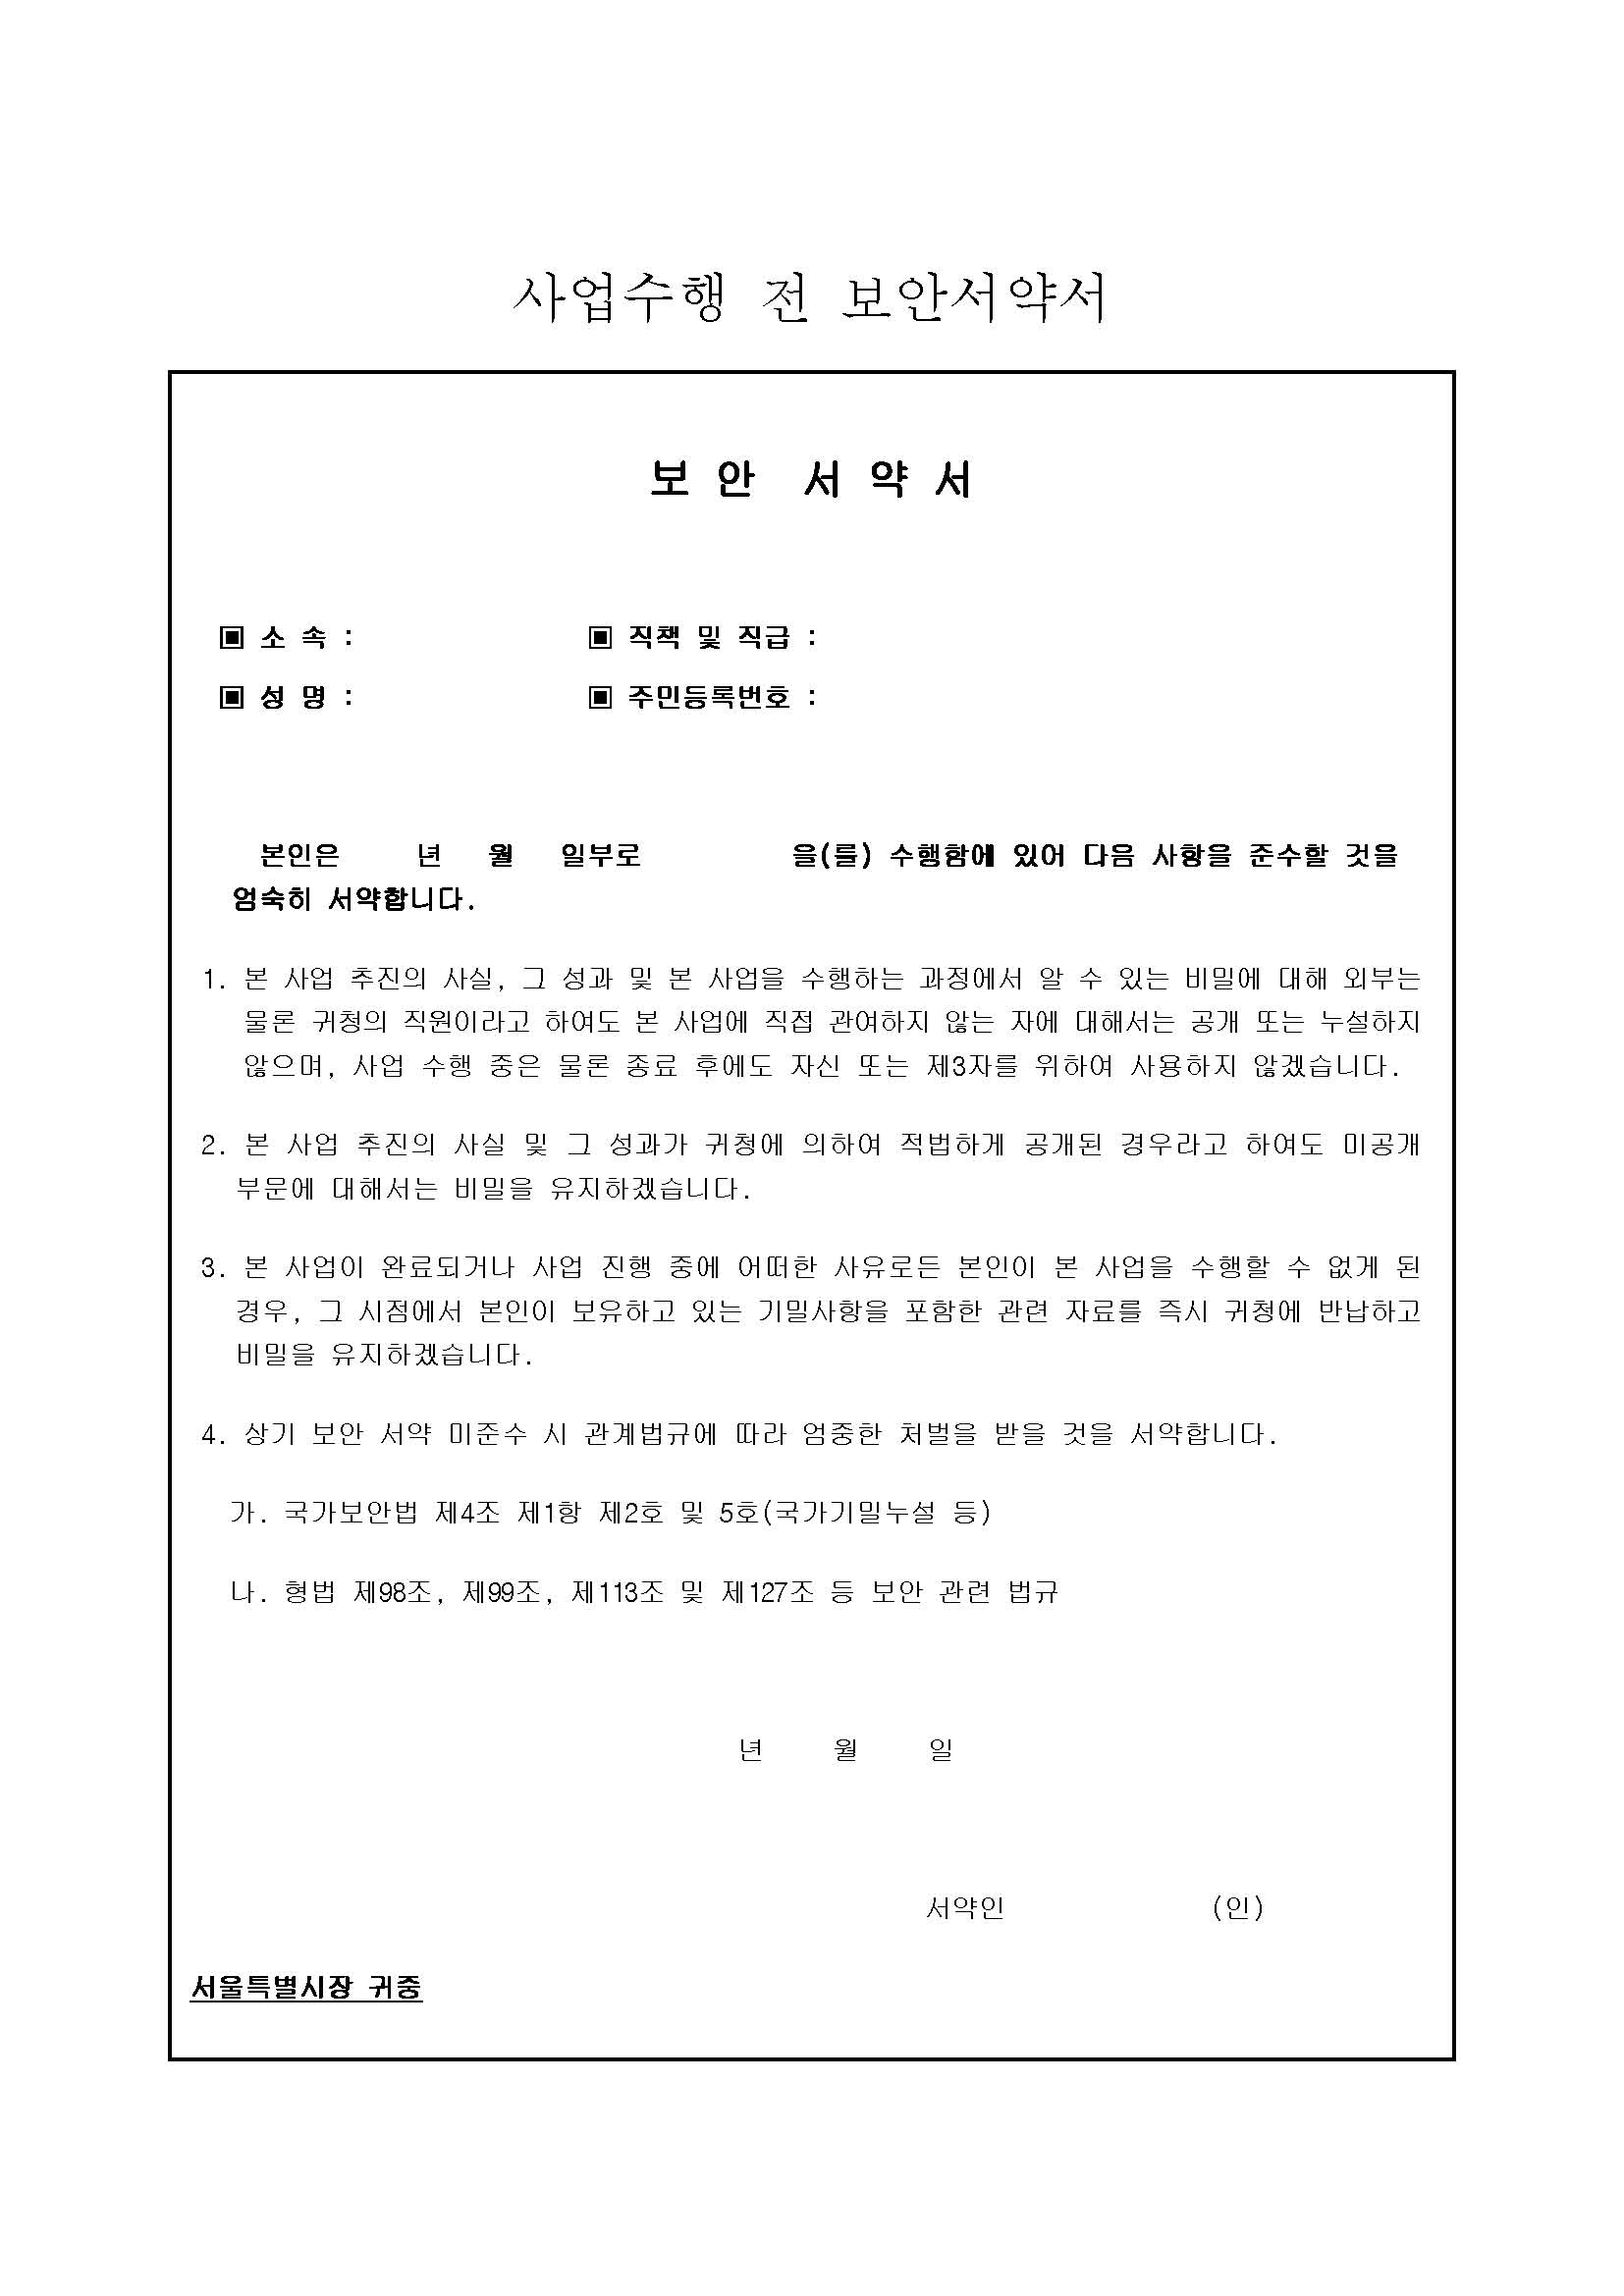 사업수행 전 보안서약서
보 안 서 약 서
▣ 소 속 : ▣ 직책 및 직급 :
▣ 성 명 : ▣ 주민등록번호 :
본인은 년 월 일부로 을(를) 수행함에 있어 다음 사항을 준수할 것을
엄숙히 서약합니다.
1. 본 사업 추진의 사실, 그 성과 및 본 사업을 수행하는 과정에서 알 수 있는 비밀에 대해 외부는
물론 귀청의 직원이라고 하여도 본 사업에 직접 관여하지 않는 자에 대해서는 공개 또는 누설하지
않으며, 사업 수행 중은 물론 종료 후에도 자신 또는 제3자를 위하여 사용하지 않겠습니다.
2. 본 사업 추진의 사실 및 그 성과가 귀청에 의하여 적법하게 공개된 경우라고 하여도 미공개
부문에 대해서는 비밀을 유지하겠습니다.
3. 본 사업이 완료되거나 사업 진행 중에 어떠한 사유로든 본인이 본 사업을 수행할 수 없게 된
경우, 그 시점에서 본인이 보유하고 있는 기밀사항을 포함한 관련 자료를 즉시 귀청에 반납하고
비밀을 유지하겠습니다.
4. 상기 보안 서약 미준수 시 관계법규에 따라 엄중한 처벌을 받을 것을 서약합니다.
가. 국가보안법 제4조 제1항 제2호 및 5호(국가기밀누설 등)
나. 형법 제98조, 제99조, 제113조 및 제127조 등 보안 관련 법규
년 월 일
서약인 (인)
서울특별시장 귀중